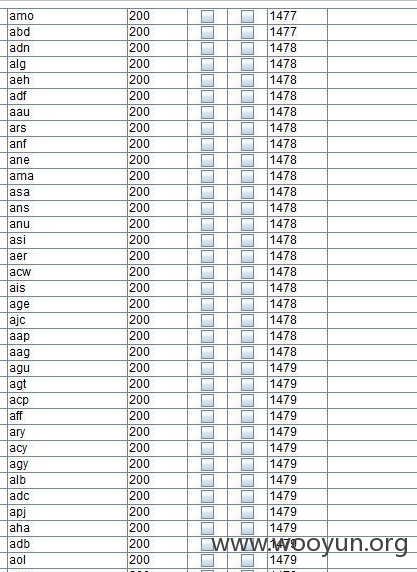 amo 200 1477
abd 200 1477
adn 200 1478
alg 200 1478
aeh 200 1478
adf 200 1478
aau 200 1478
ars 200 1478
anf 200 1478
ane 200 1478
ama 200 1478
asa 200 1478
ans 200 1478
anu 200 1478
asi 200 1478
aer 200 1478
acw 200 1478
ais 200 1478
age 200 1478
ajc 200 1478
aap 200 1478
aag 200 1478
agu 200 1479
agt 200 1479
acp 200 1479
aff 200 1479
ary 200 1479
acy 200 1479
agy 200 1479
alb 200 1479
adc 200 1479
apj 200 1479
aha 200 1479
adb 200 1479
www.wooyun.org
aol 200 1479